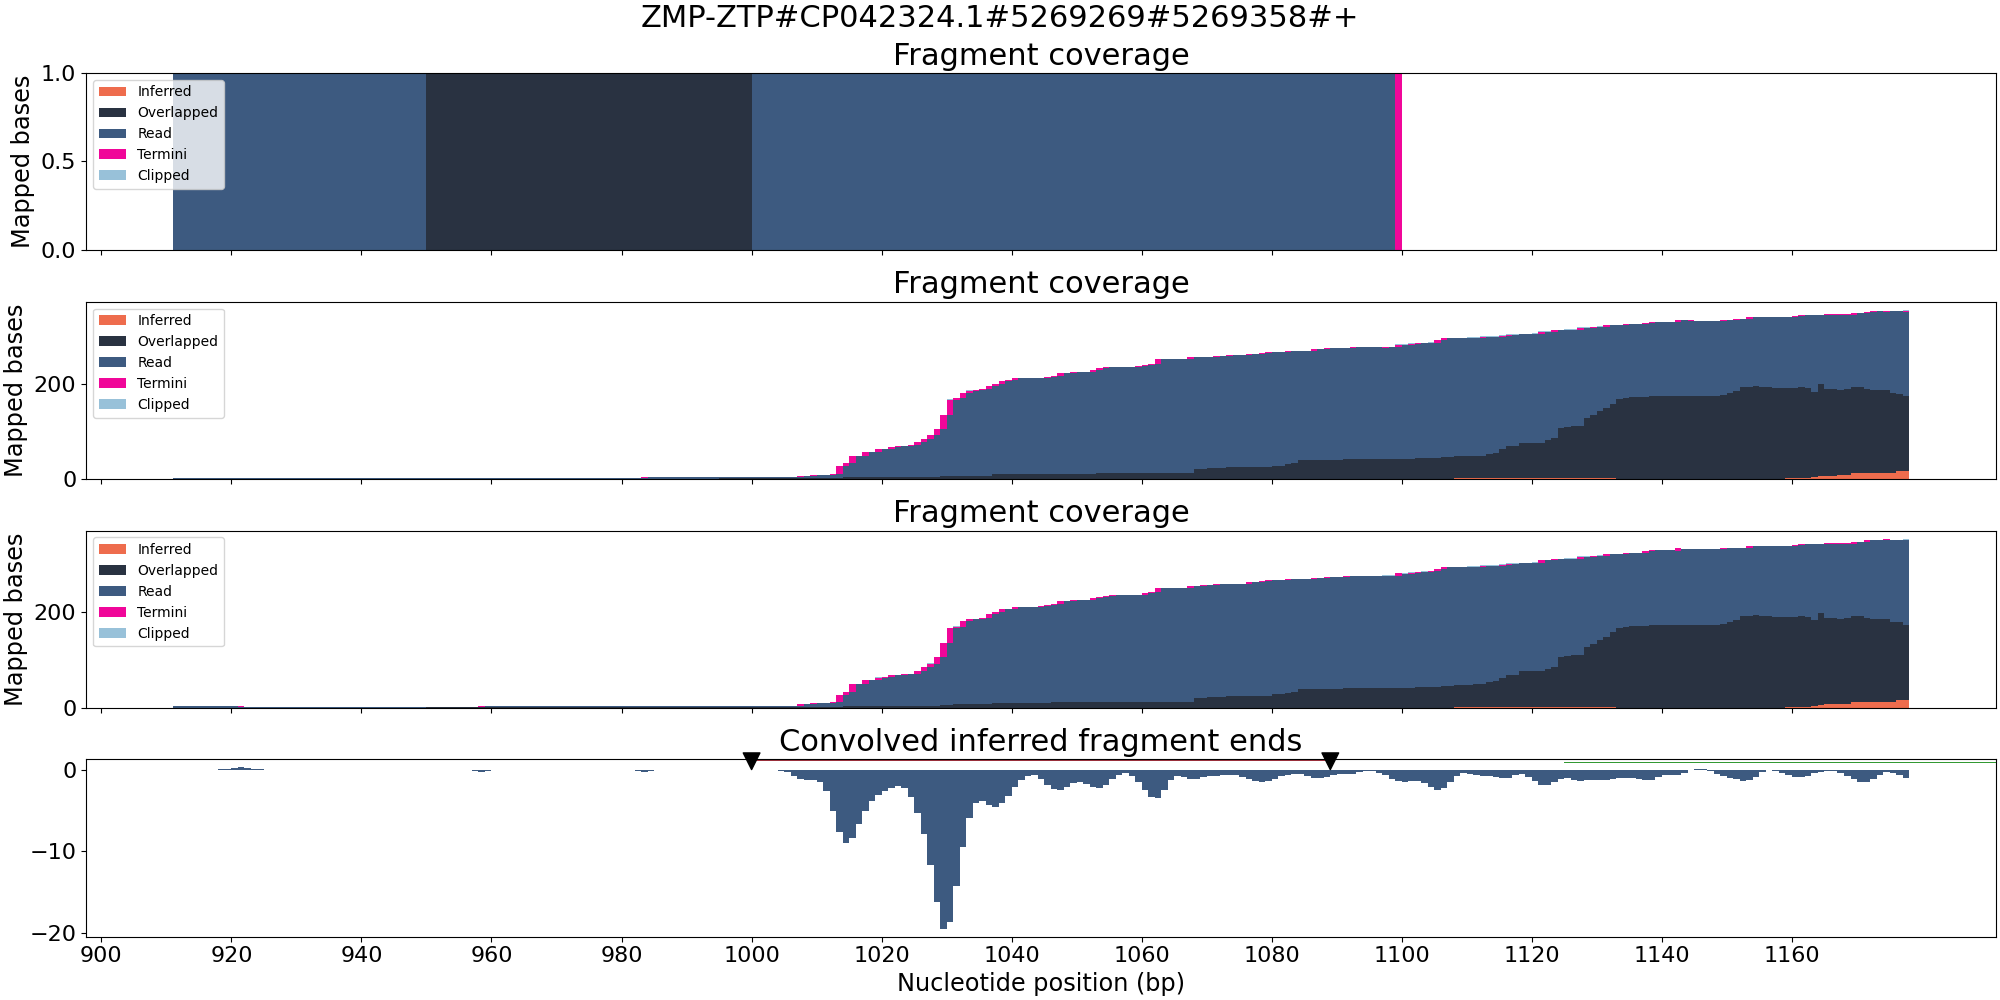 ZMP-ZTP#CP042324.1#5269269#5269358#+
Fragment coverage
Mapped bases
1.0
0.5
0.0
Inferred
Overlapped
Read
Termini
Clipped
Fragment coverage
Mapped bases
200
0
Inferred
Overlapped
Read
Termini
Clipped
Fragment coverage
Mapped bases
200
0
Inferred
Overlapped
Read
Termini
Clipped
Convolved inferred fragment ends
0
−10
−20
900 920 940 960 980 1000 1020 1040 1060 1080 1100 1120 1140 1160
Nucleotide position (bp)